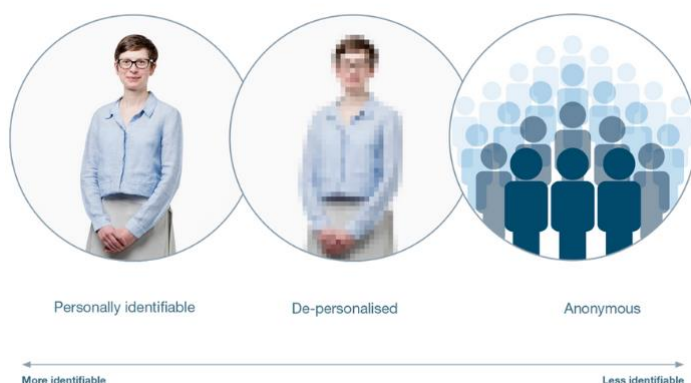 Personally identifiable
De-personalised
Anonymous
More identifiable
Less identifiable